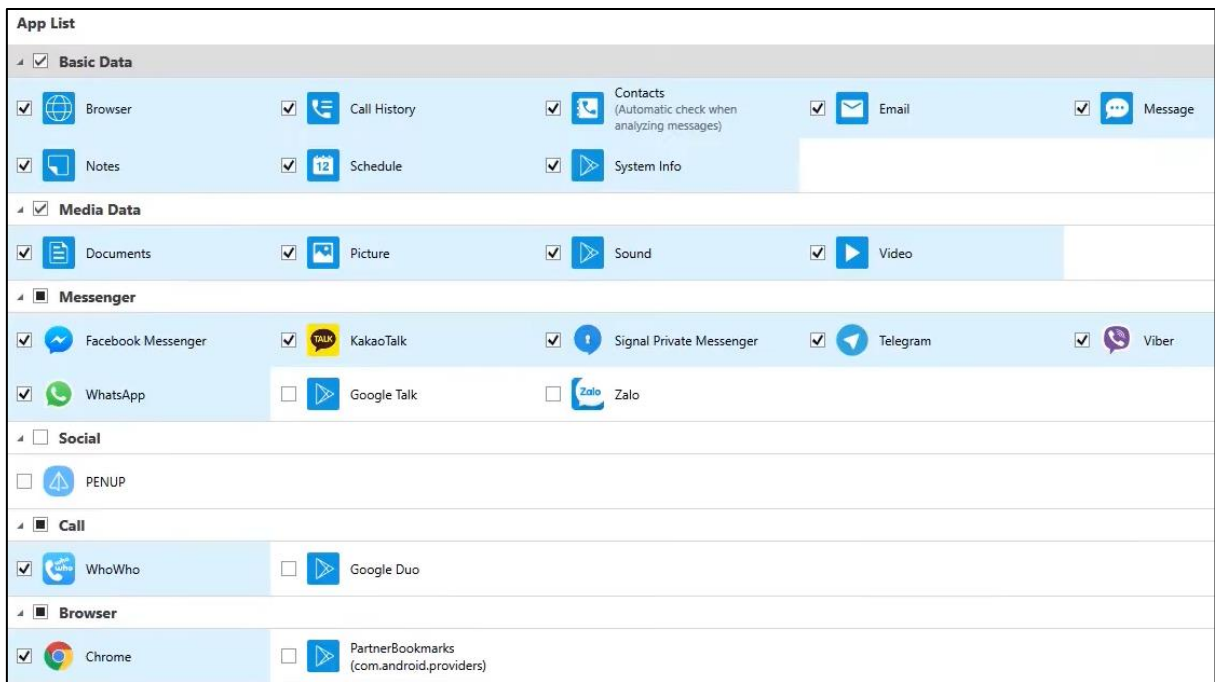 App List
Basic Data
Browser
Call History
Contacts
(Automatic check when
analyzing messages)
Email
Message
Notes
12
Schedule
System Info
Media Data
Documents
Picture
Sound
Video
Messenger
Facebook Messenger
TALK
KakaoTalk
Signal Private Messenger
Telegram
Viber
WhatsApp
Google Talk
Zalo
Zalo
Social
PENUP
Call
who
WhoWho
Google Duo
Browser
Chrome
PartnerBookmarks
(com.android.providers)